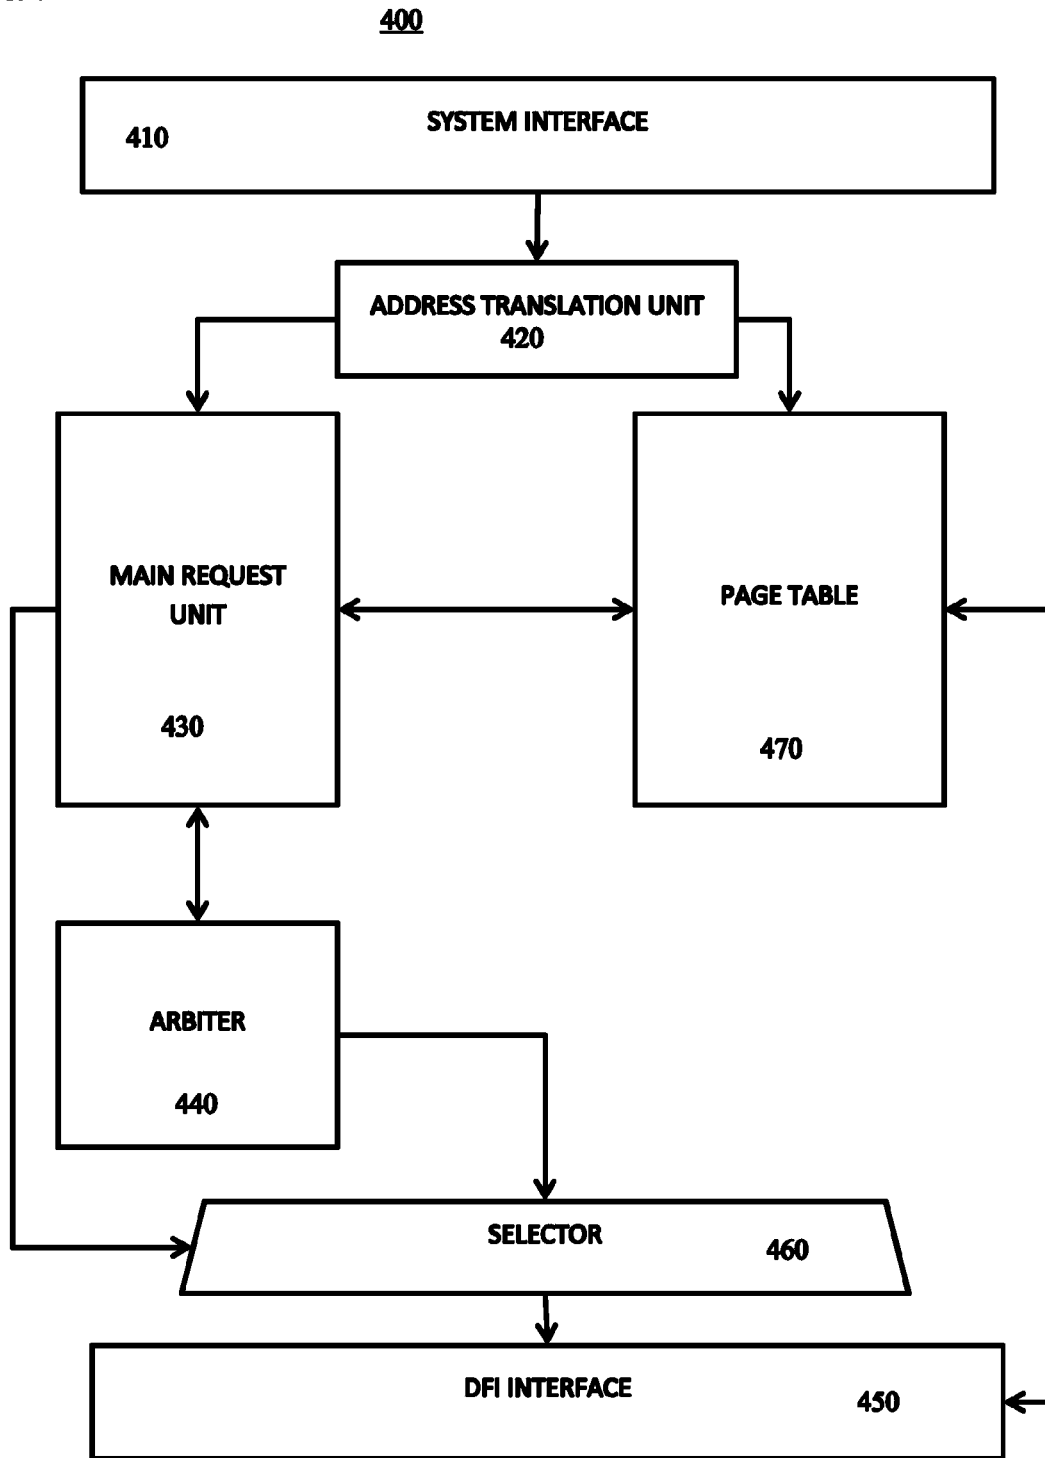 400
SYSTEM INTERFACE
410
ADDRESS TRANSLATION UNIT
420
MAIN REQUEST
UNIT
430
PAGE TABLE
470
ARBITER
440
SELECTOR
460
DFI INTERFACE
450